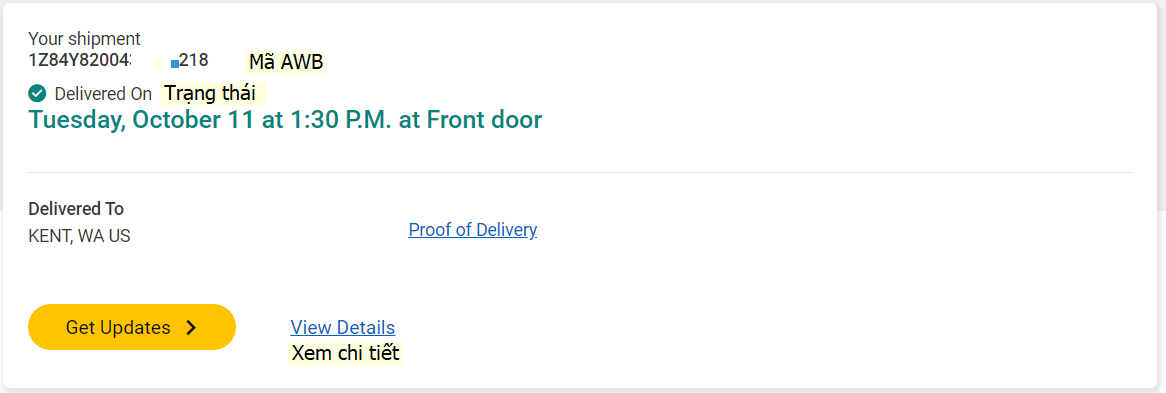 Your shipment
1Z84Y82004 218 Mã AWB
Delivered On Trạng thái
Tuesday, October 11 at 1:30 P.M. at Front door
Delivered To
KENT, WA US
Proof of Delivery
Get Updates
View Details
Xem chi tiết